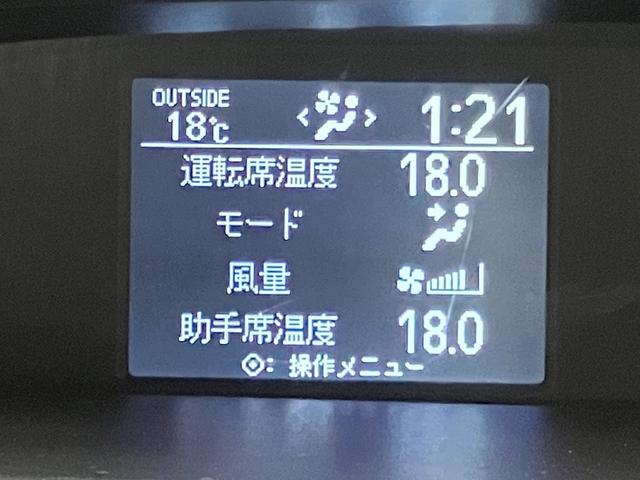 OUTSIDE
18℃ < > 1:21
運転席温度 18.0
モード
風量
助手席温度 18.0
: 操作メニュー